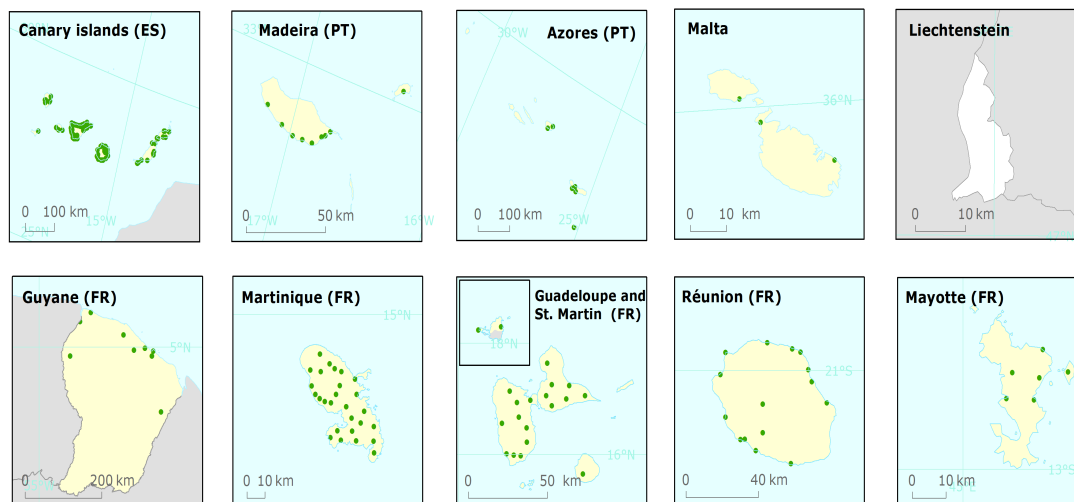 Canary islands (ES)
0 100 km
15°W
25°N
Madeira (PT)
33°
0 50 km
17°W
16°W
Azores (PT)
30°W
0 100 km
25°W
Malta
36°N
0 10 km
Liechtenstein
0 10 km
47°N
Guyane (FR)
5°N
0 200 km
Martinique (FR)
15°N
0 10 km
Guadeloupe and
St. Martin (FR)
18°N
16°N
0 50 km
Réunion (FR)
21°S
0 40 km
Mayotte (FR)
13°S
0 10 km
45°E